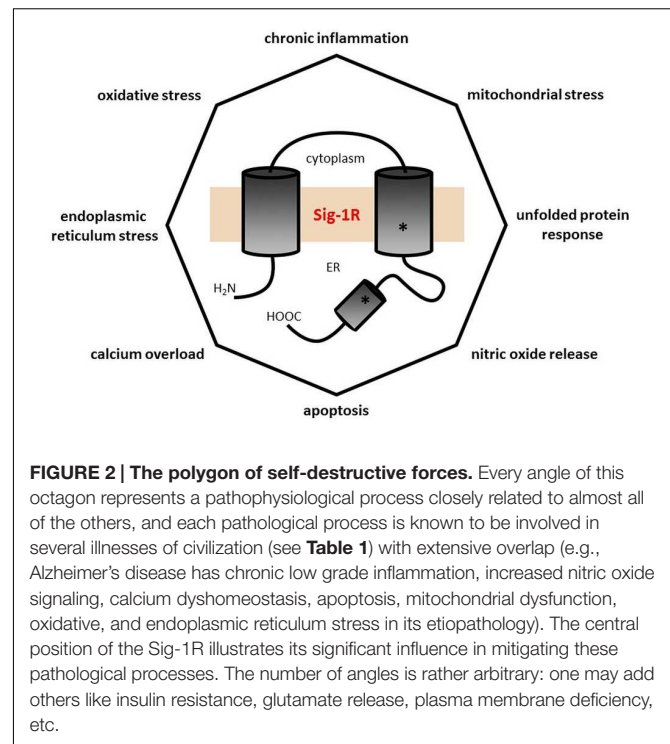 chronic inflammation
oxidative stress
mitochondrial stress
cytoplasm
endoplasmic
reticulum stress
Sig-1R
*
unfolded protein
response
ER
H₂N
*
HOOC
calcium overload
nitric oxide release
apoptosis
FIGURE 2 | The polygon of self-destructive forces. Every angle of this
octagon represents a pathophysiological process closely related to almost all
of the others, and each pathological process is known to be involved in
several illnesses of civilization (see Table 1) with extensive overlap (e.g.,
Alzheimer's disease has chronic low grade inflammation, increased nitric oxide
signaling, calcium dyshomeostasis, apoptosis, mitochondrial dysfunction,
oxidative, and endoplasmic reticulum stress in its etiopathology). The central
position of the Sig-1R illustrates its significant influence in mitigating these
pathological processes. The number of angles is rather arbitrary: one may add
others like insulin resistance, glutamate release, plasma membrane deficiency,
etc.